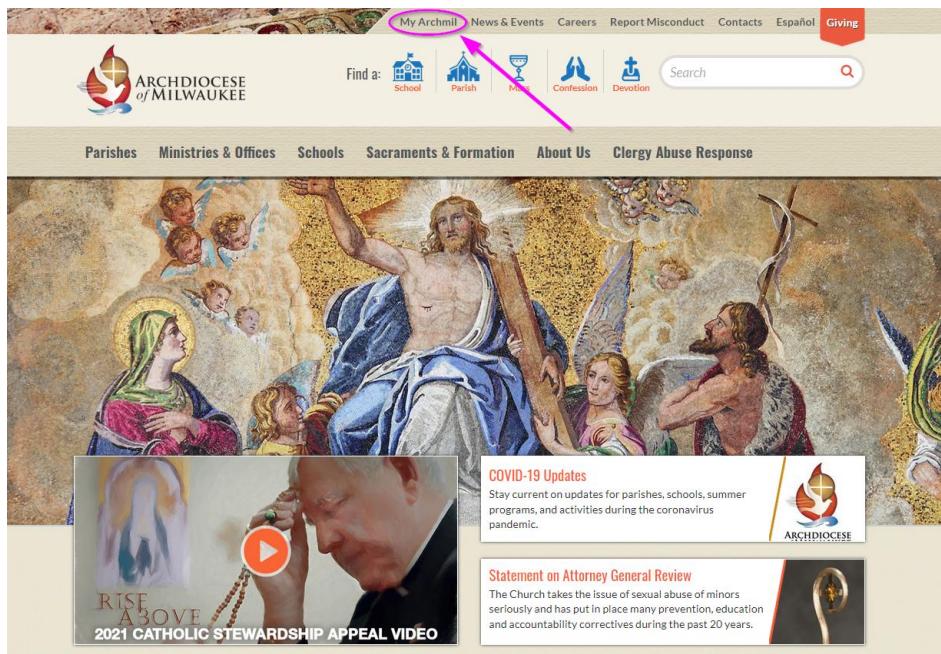 My Archmil News & Events Careers Report Misconduct Contacts Español Giving
ARCHDIOCESE
of MILWAUKEE
Find a:
School Parish Mass Confession Devotion
Search
Parishes Ministries & Offices Schools Sacraments & Formation About Us Clergy Abuse Response
RISE
ABOVE
2021 CATHOLIC STEWARDSHIP APPEAL VIDEO
COVID-19 Updates
Stay current on updates for parishes, schools, summer
programs, and activities during the coronavirus
pandemic.
ARCHDIOCESE
Statement on Attorney General Review
The Church takes the issue of sexual abuse of minors
seriously and has put in place many prevention, education
and accountability correctives during the past 20 years.